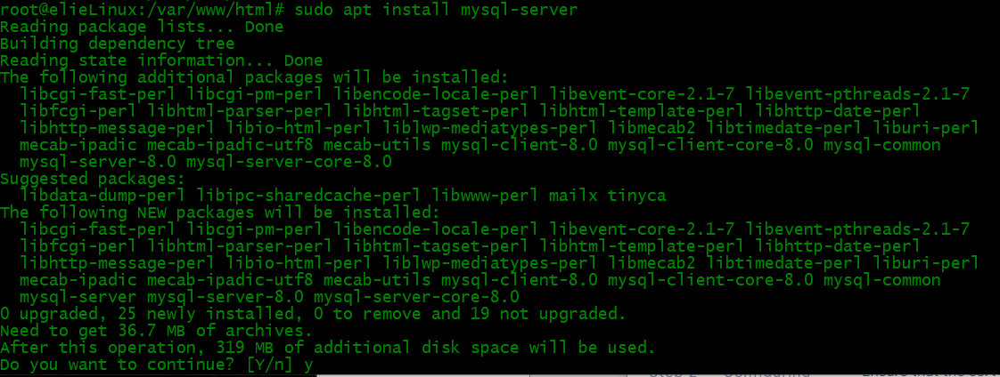 root@elieLinux:/var/www/html# sudo apt install mysql-server
Reading package lists... Done
Building dependency tree
Reading state information... Done
The following additional packages will be installed:
  libcgi-fast-perl libcgi-pm-perl libencode-locale-perl libevent-core-2.1-7 libevent-pthreads-2.1-7
  libfcgi-perl libhtml-parser-perl libhtml-tagset-perl libhtml-template-perl libhttp-date-perl
  libhttp-message-perl libio-html-perl liblwp-mediatypes-perl libmecab2 libtimedate-perl liburi-perl
  mecab-ipadic mecab-ipadic-utf8 mecab-utils mysql-client-8.0 mysql-client-core-8.0 mysql-common
  mysql-server-8.0 mysql-server-core-8.0
Suggested packages:
  libdata-dump-perl libipc-sharedcache-perl libwww-perl mailx tinyca
The following NEW packages will be installed:
  libcgi-fast-perl libcgi-pm-perl libencode-locale-perl libevent-core-2.1-7 libevent-pthreads-2.1-7
  libfcgi-perl libhtml-parser-perl libhtml-tagset-perl libhtml-template-perl libhttp-date-perl
  libhttp-message-perl libio-html-perl liblwp-mediatypes-perl libmecab2 libtimedate-perl liburi-perl
  mecab-ipadic mecab-ipadic-utf8 mecab-utils mysql-client-8.0 mysql-client-core-8.0 mysql-common
  mysql-server mysql-server-8.0 mysql-server-core-8.0
0 upgraded, 25 newly installed, 0 to remove and 19 not upgraded.
Need to get 36.7 MB of archives.
After this operation, 319 MB of additional disk space will be used.
Do you want to continue? [Y/n] y